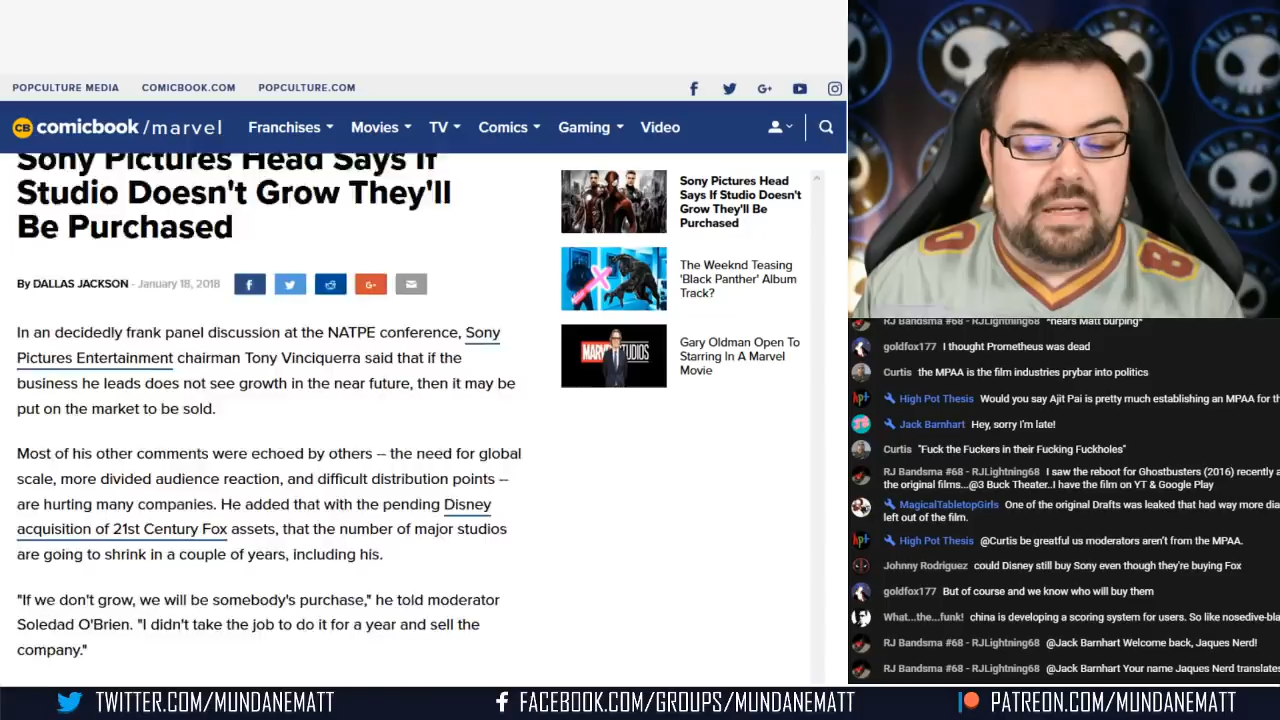 POPCULTURE MEDIA COMICBOOK.COM POPCULTURE.COM
CB comicbook /marvel Franchises Movies TV Comics Gaming Video
Sony Pictures Head Says If
Studio Doesn't Grow They'll
Be Purchased
By DALLAS JACKSON - January 18, 2018
In an decidedly frank panel discussion at the NATPE conference, Sony
Pictures Entertainment chairman Tony Vinciquerra said that if the
business he leads does not see growth in the near future, then it may be
put on the market to be sold.
Most of his other comments were echoed by others -- the need for global
scale, more divided audience reaction, and difficult distribution points --
are hurting many companies. He added that with the pending Disney
acquisition of 21st Century Fox assets, that the number of major studios
are going to shrink in a couple of years, including his.
"If we don't grow, we will be somebody's purchase," he told moderator
Soledad O'Brien. "I didn't take the job to do it for a year and sell the
company."
Sony Pictures Head
Says If Studio Doesn't
Grow They'll Be
Purchased
The Weeknd Teasing
'Black Panther' Album
Track?
MARVEL STUDIOS
Gary Oldman Open To
Starring In A Marvel
Movie
RJ Bandsma #68 - RJLightning68 *hears Matt burping*
goldfox177 I thought Prometheus was dead
Curtis the MPAA is the film industries prybar into politics
High Pot Thesis Would you say Ajit Pai is pretty much establishing an MPAA for th
Jack Barnhart Hey, sorry I'm late!
Curtis "Fuck the Fuckers in their Fucking Fuckholes"
RJ Bandsma #68 - RJLightning68 I saw the reboot for Ghostbusters (2016) recently a
the original films...@3 Buck Theater..I have the film on YT & Google Play
MagicalTabletopGirls One of the original Drafts was leaked that had way more dia
left out of the film.
High Pot Thesis @Curtis be greatful us moderators aren't from the MPAA.
Johnny Rodriguez could Disney still buy Sony even though they're buying Fox
goldfox177 But of course and we know who will buy them
What...the...funk! china is developing a scoring system for users. So like nosedive-bla
RJ Bandsma #68 - RJLightning68 @Jack Barnhart Welcome back, Jaques Nerd!
RJ Bandsma #68 - RJLightning68 @Jack Barnhart Your name Jaques Nerd translates
TWITTER.COM/MUNDANEMATT FACEBOOK.COM/GROUPS/MUNDANEMATT PATREON.COM/MUNDANEMATT